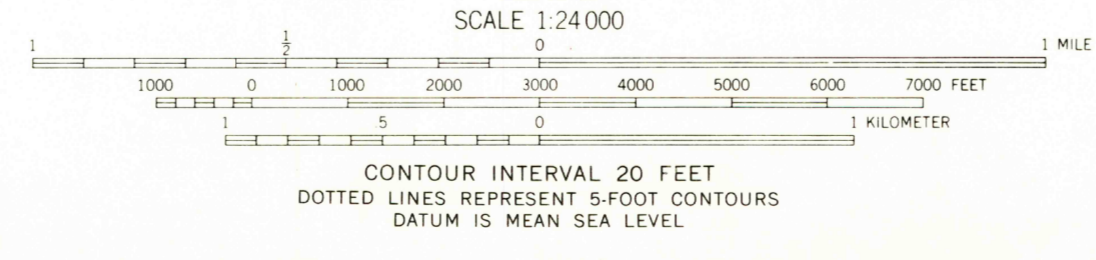 SCALE 1:24 000
1 ½ 0 1 MILE
1000 0 1000 2000 3000 4000 5000 6000 7000 FEET
1 .5 0 1 KILOMETER
CONTOUR INTERVAL 20 FEET
DOTTED LINES REPRESENT 5-FOOT CONTOURS
DATUM IS MEAN SEA LEVEL